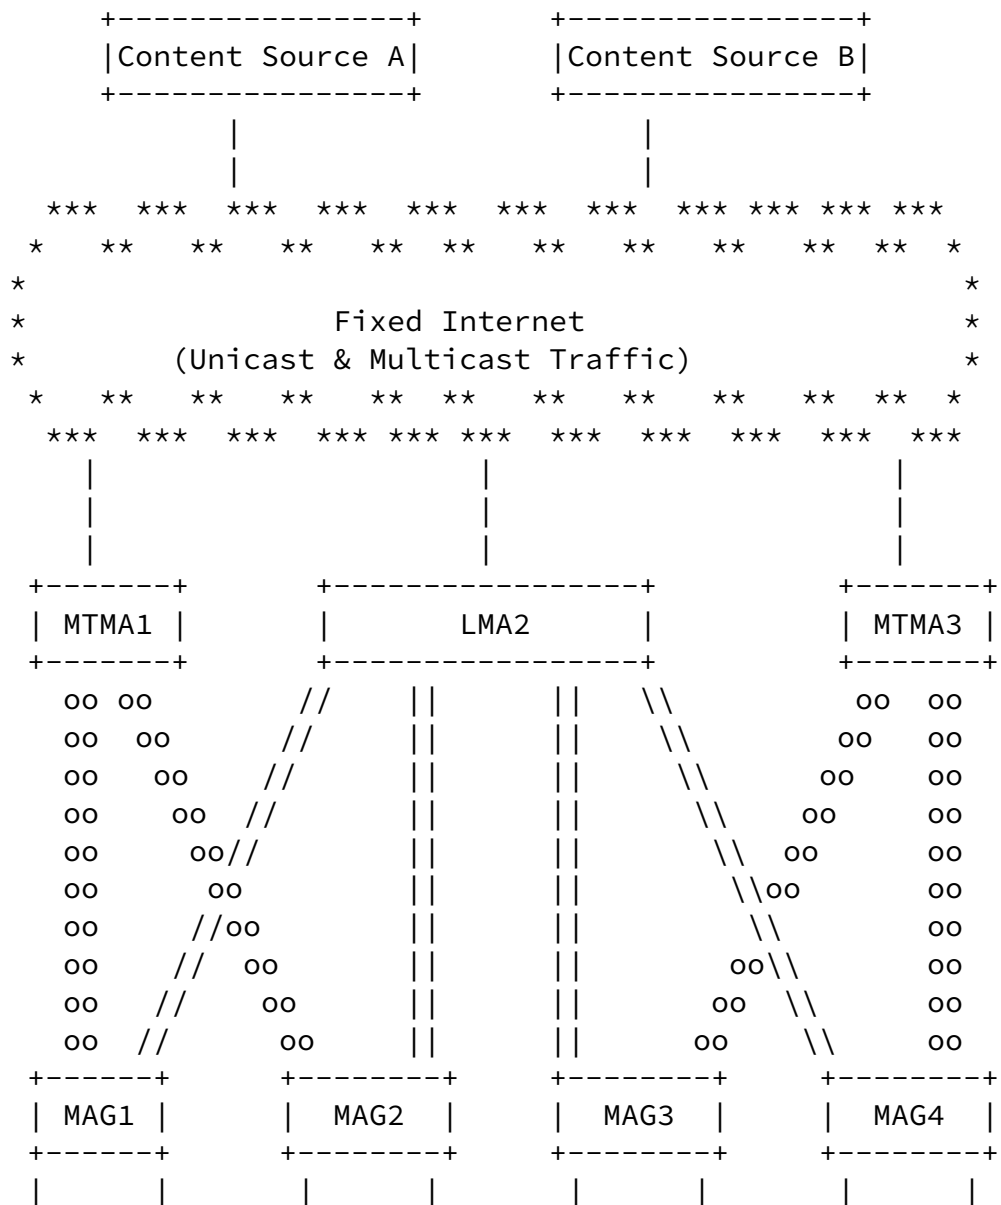 Content Source A Content Source B
Fixed Internet
(Unicast & Multicast Traffic)
MTMA1 LMA2 MTMA3
MAG1 MAG2 MAG3 MAG4